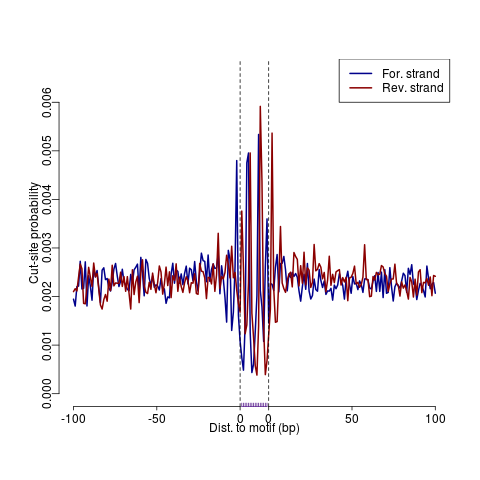 For. strand
Rev. strand
Cut-site probability
0.006
0.005
0.004
0.003
0.002
0.001
0.000
-100 -50 0 0 50 100
Dist. to motif (bp)